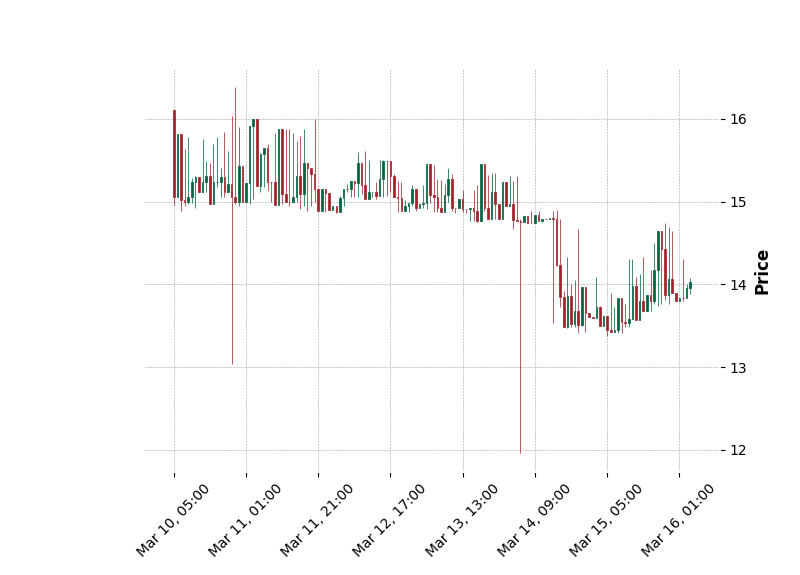 16
15
14
13
12
Price
Mar 10, 05:00
Mar 11, 01:00
Mar 11, 21:00
Mar 12, 17:00
Mar 13, 13:00
Mar 14, 09:00
Mar 15, 05:00
Mar 16, 01:00